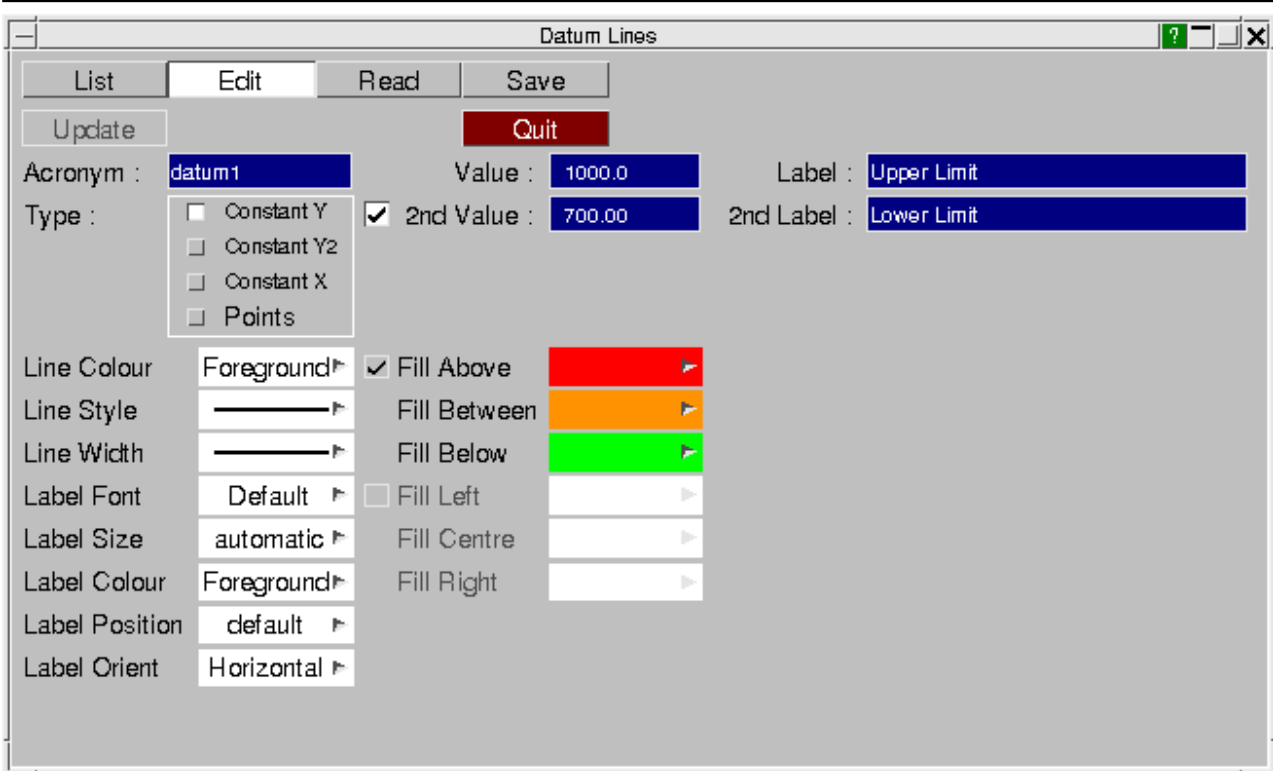 Datum Lines ?
List Edit Read Save
Update Quit
Acronym : datum1 Value : 1000.0 Label : Upper Limit
Type : Constant Y 2nd Value : 700.00 2nd Label : Lower Limit
Constant Y2
Constant X
Points
Line Colour Foreground Fill Above
Line Style Fill Between
Line Width Fill Below
Label Font Default Fill Left
Label Size automatic Fill Centre
Label Colour Foreground Fill Right
Label Position default
Label Orient Horizontal